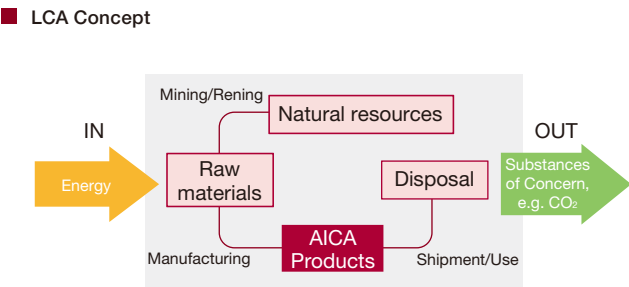 LCA Concept
Mining/Rening
Natural resources
IN
OUT
Energy
Raw
materials
Disposal
Substances
of Concern,
e.g. CO₂
Manufacturing
AICA
Products
Shipment/Use